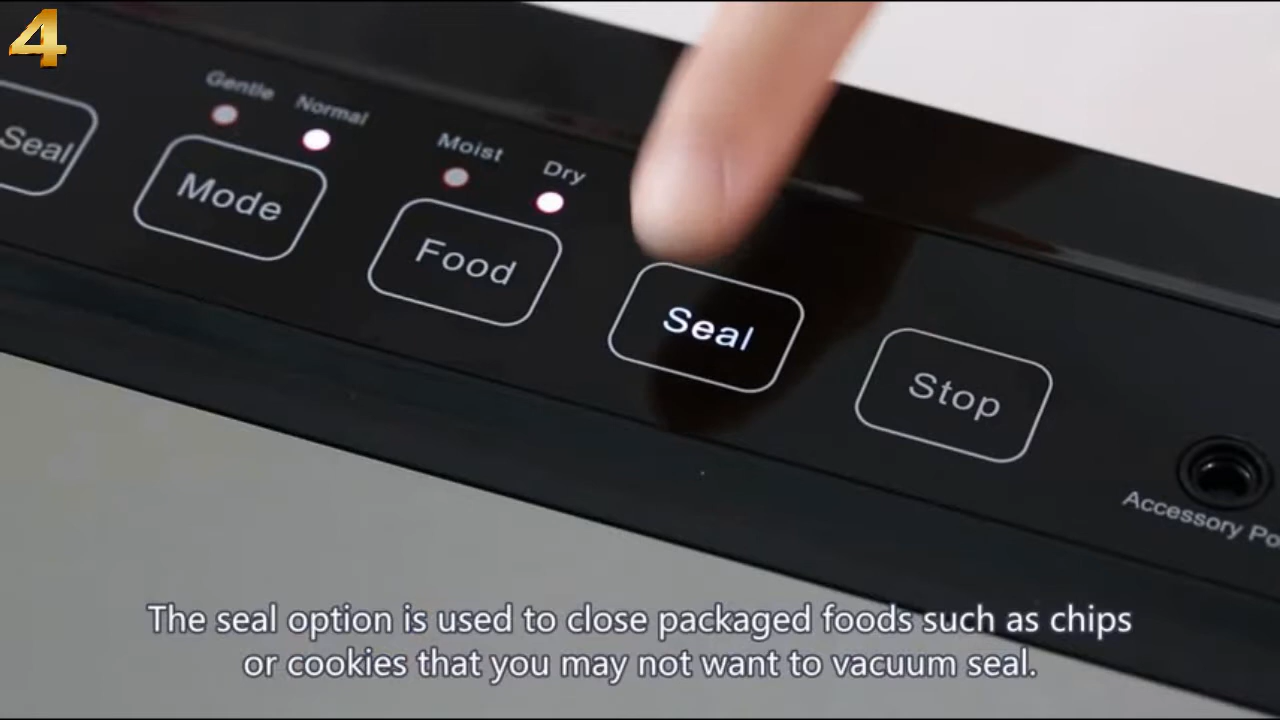 4
Gentle Normal
Moist Dry
Seal
Mode
Food
Seal
Stop
Accessory Po
The seal option is used to close packaged foods such as chips
or cookies that you may not want to vacuum seal.